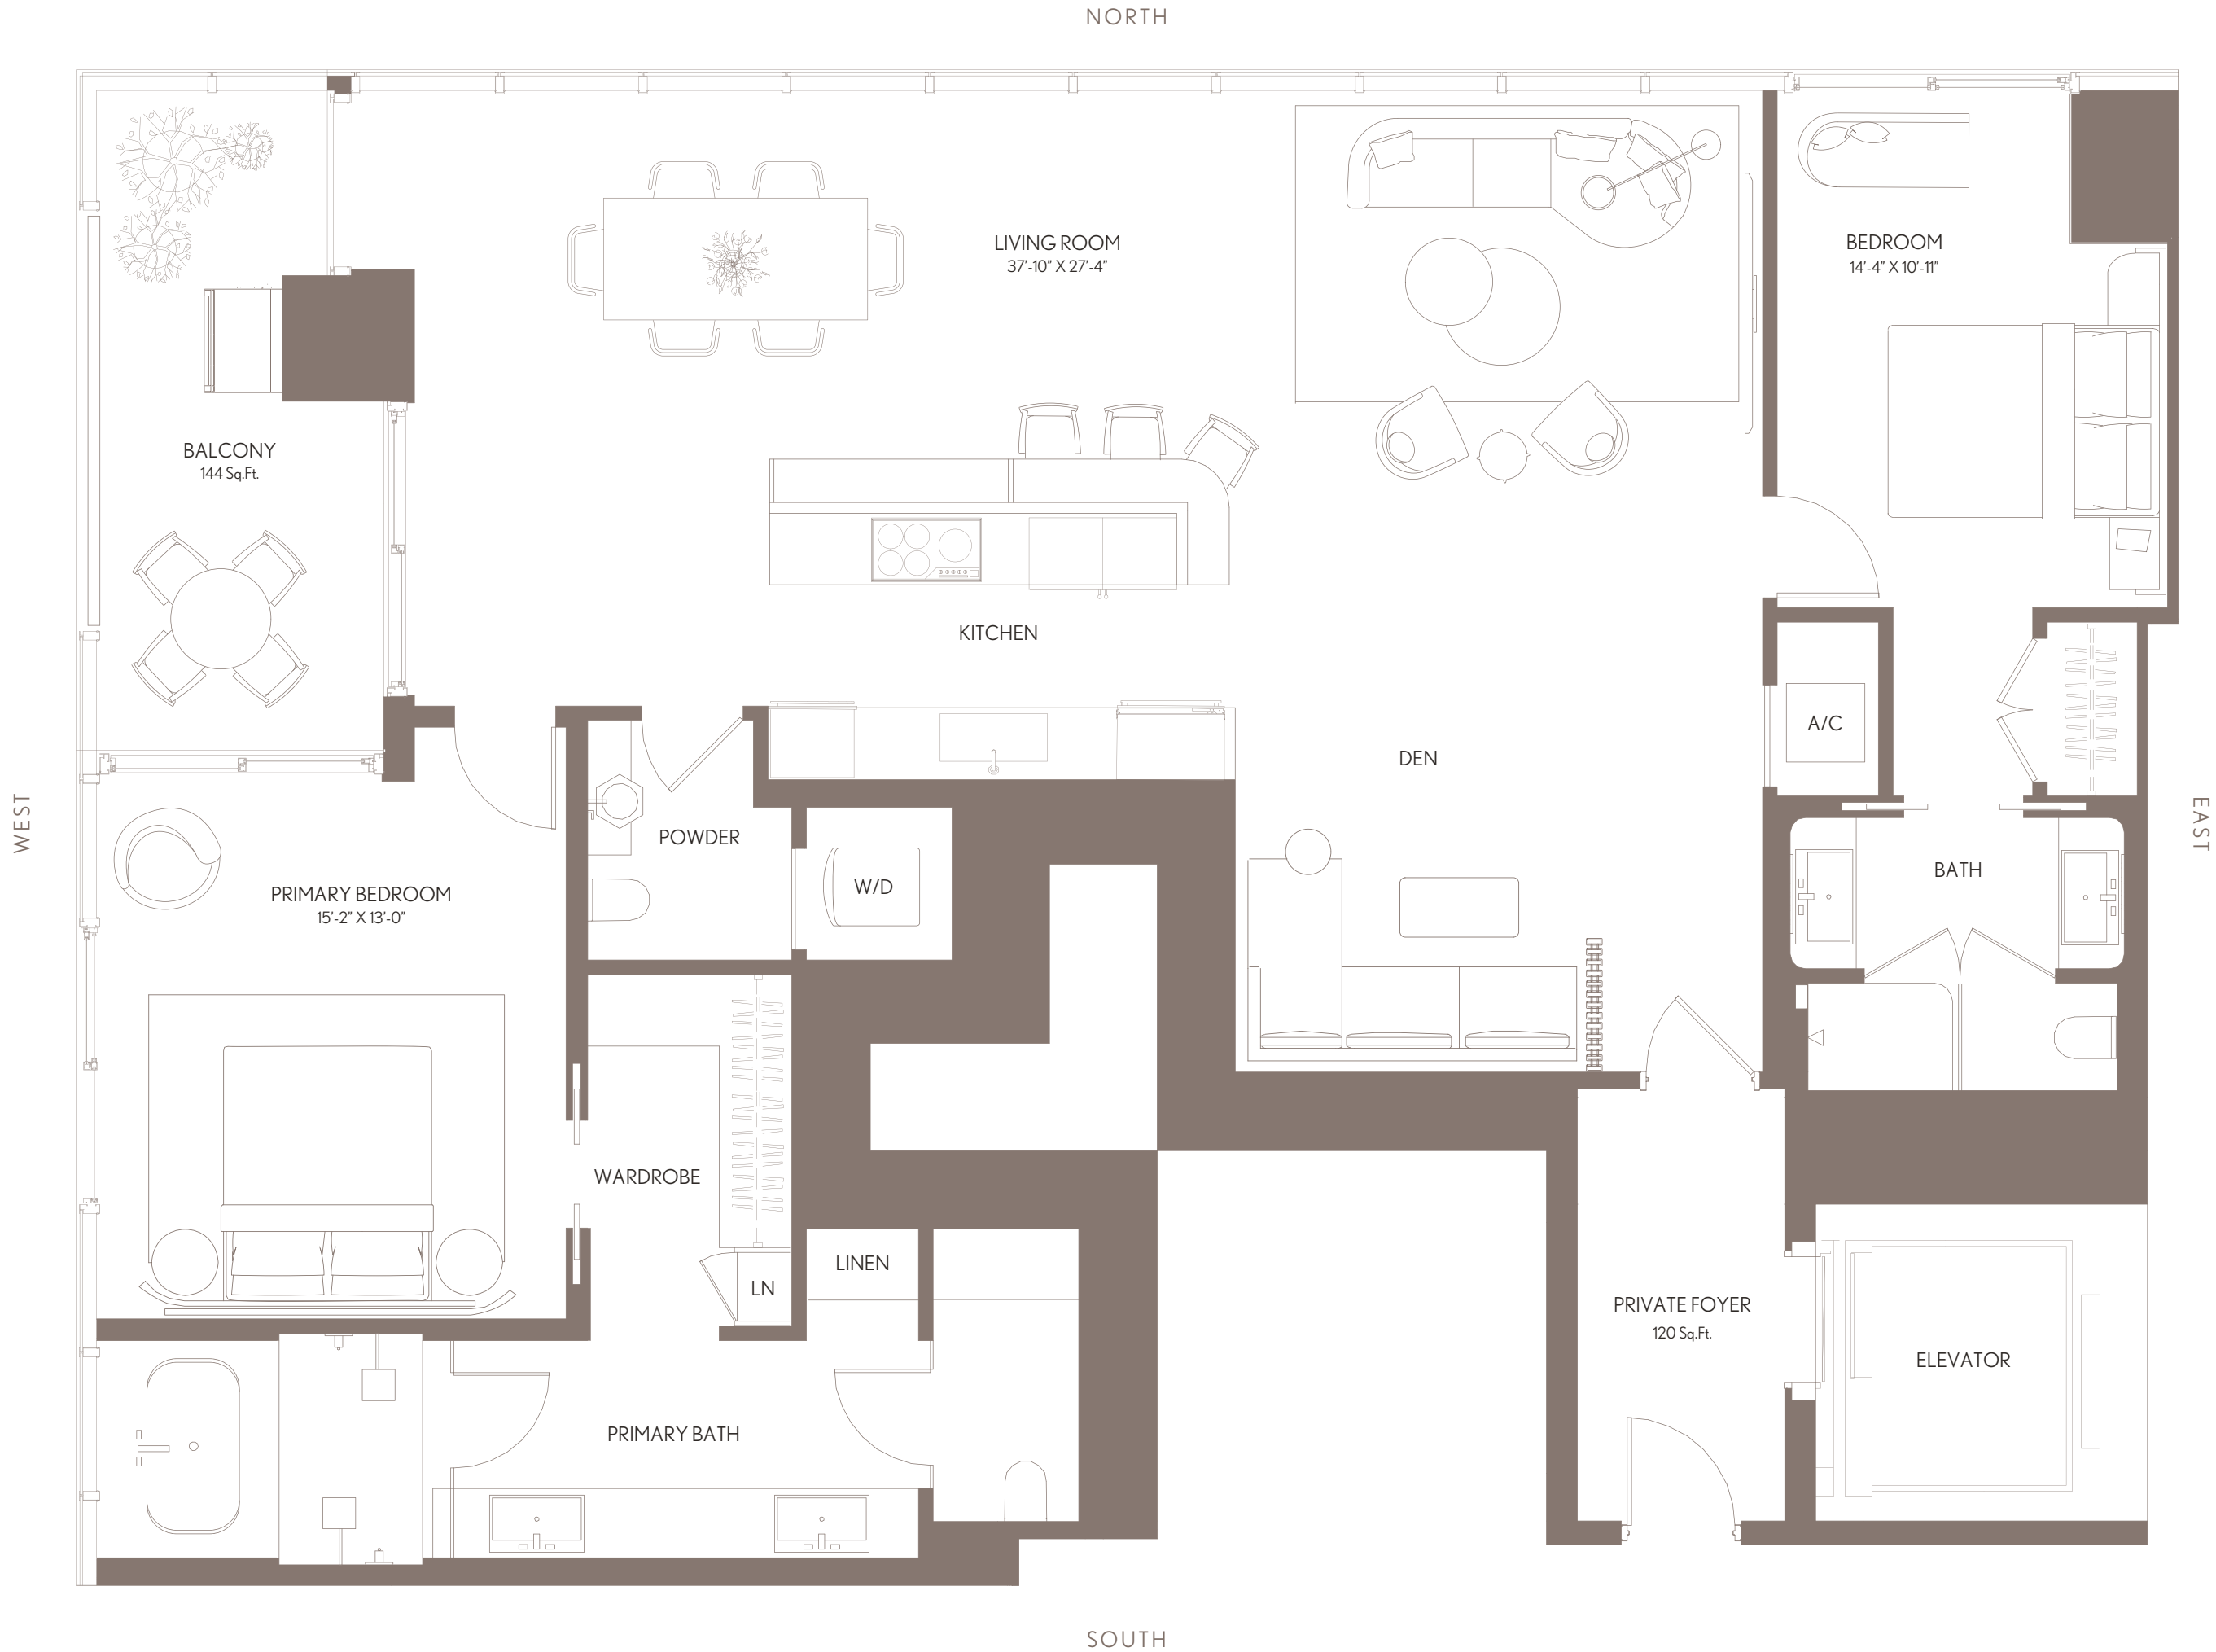 NORTH
LIVING ROOM
37'-10" X 27'-4"
BEDROOM
14'-4" X 10'-11"
BALCONY
144 Sq.Ft.
KITCHEN
A/C
DEN
WEST
EAST
POWDER
BATH
W/D
PRIMARY BEDROOM
15'-2" X 13'-0"
WARDROBE
LINEN
LN
PRIVATE FOYER
120 Sq.Ft.
ELEVATOR
PRIMARY BATH
SOUTH